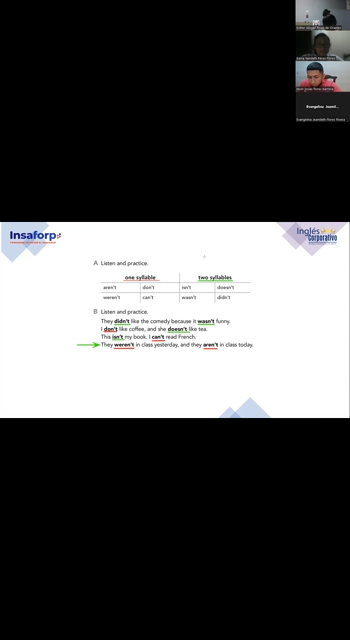 Evangelina Juamil...
Insaforp
Inglés
Corporativo
A Listen and practice.
one syllable two syllables
aren't don't isn't doesn't
weren't can't wasn't didn't
B Listen and practice.
They didn't like the comedy because it wasn't funny.
I don't like coffee, and she doesn't like tea.
This isn't my book. I can't read French.
They weren't in class yesterday, and they aren't in class today.